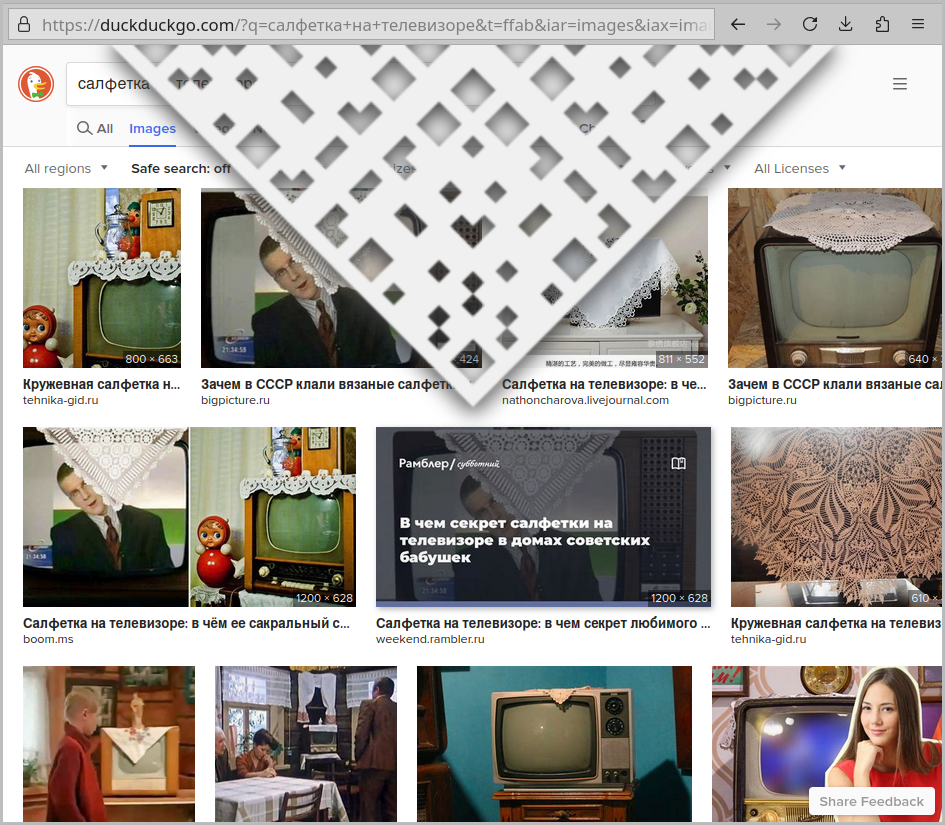 https://duckduckgo.com/?q=салфетка+на+телевизоре&t=ffab&iar=images&iax=ima
салфетка
All
Images
All regions
Safe search: off
All Licenses
800 × 663
424
811 × 552
640 ×
21:34:58
Кружевная салфетка н...
tehnika-gid.ru
Зачем в СССР клали вязаные салфетк
bigpicture.ru
Салфетка на телевизоре: в че...
nathoncharova.livejournal.com
Зачем в СССР клали вязаные сал
bigpicture.ru
Рамблер/субботний
В чем секрет салфетки на
телевизоре в домах советских
бабушек
21:34:58
1200 × 628
1200 × 628
610 ×
Салфетка на телевизоре: в чём ее сакральный с...
boom.ms
Салфетка на телевизоре: в чем секрет любимого ...
weekend.rambler.ru
Кружевная салфетка на телевиз
tehnika-gid.ru
Share Feedback